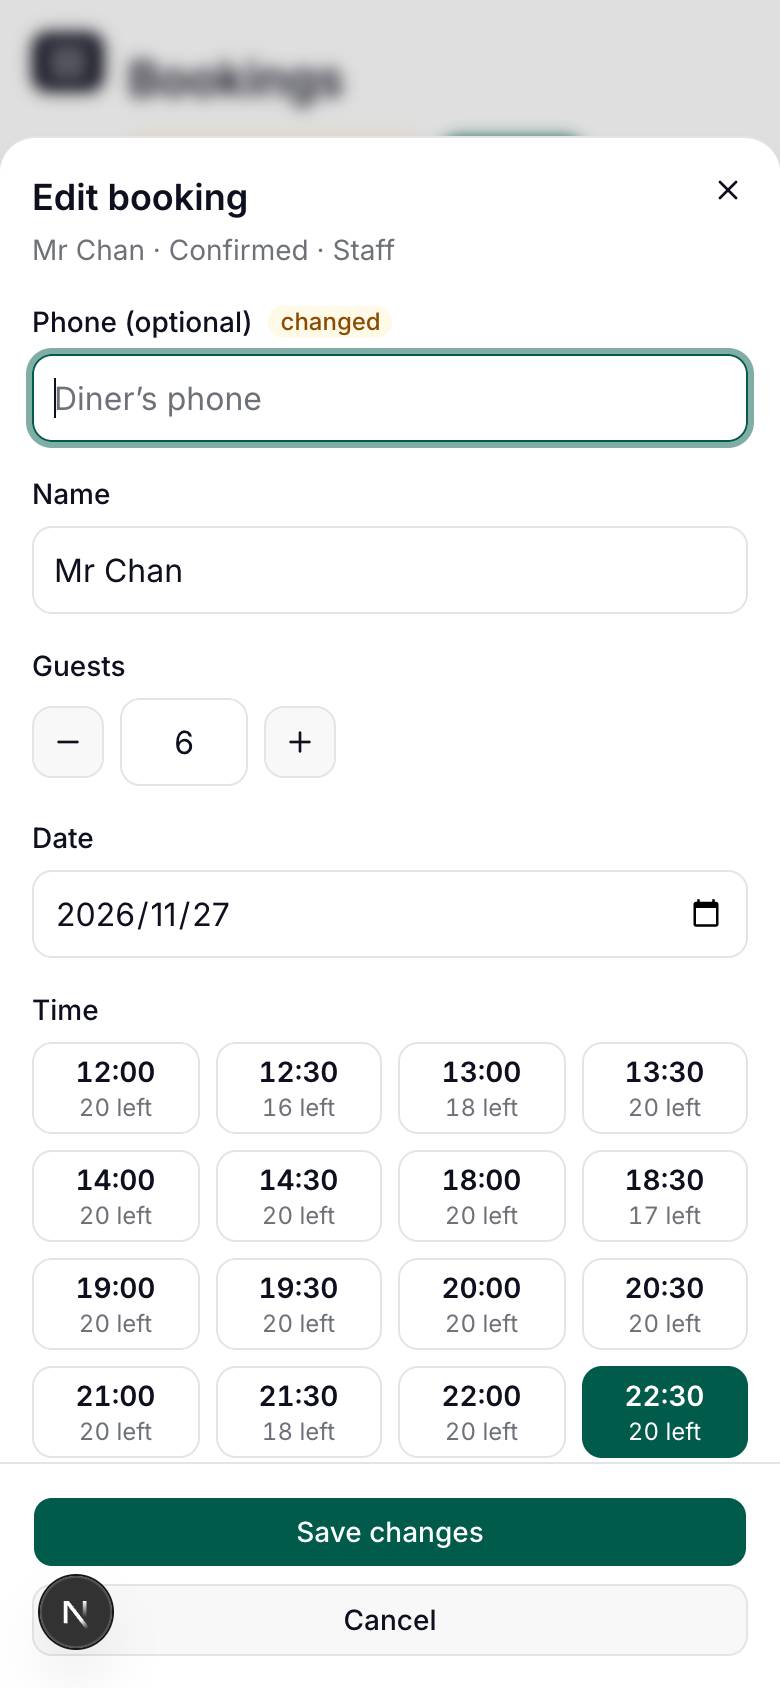 Bookings
Edit booking
Mr Chan · Confirmed · Staff
Phone (optional) changed
Diner’s phone
Name
Mr Chan
Guests
− 6 +
Date
2026/11/27
Time
12:00 12:30 13:00 13:30
20 left 16 left 18 left 20 left
14:00 14:30 18:00 18:30
20 left 20 left 20 left 17 left
19:00 19:30 20:00 20:30
20 left 20 left 20 left 20 left
21:00 21:30 22:00 22:30
20 left 18 left 20 left 20 left
Save changes
N Cancel